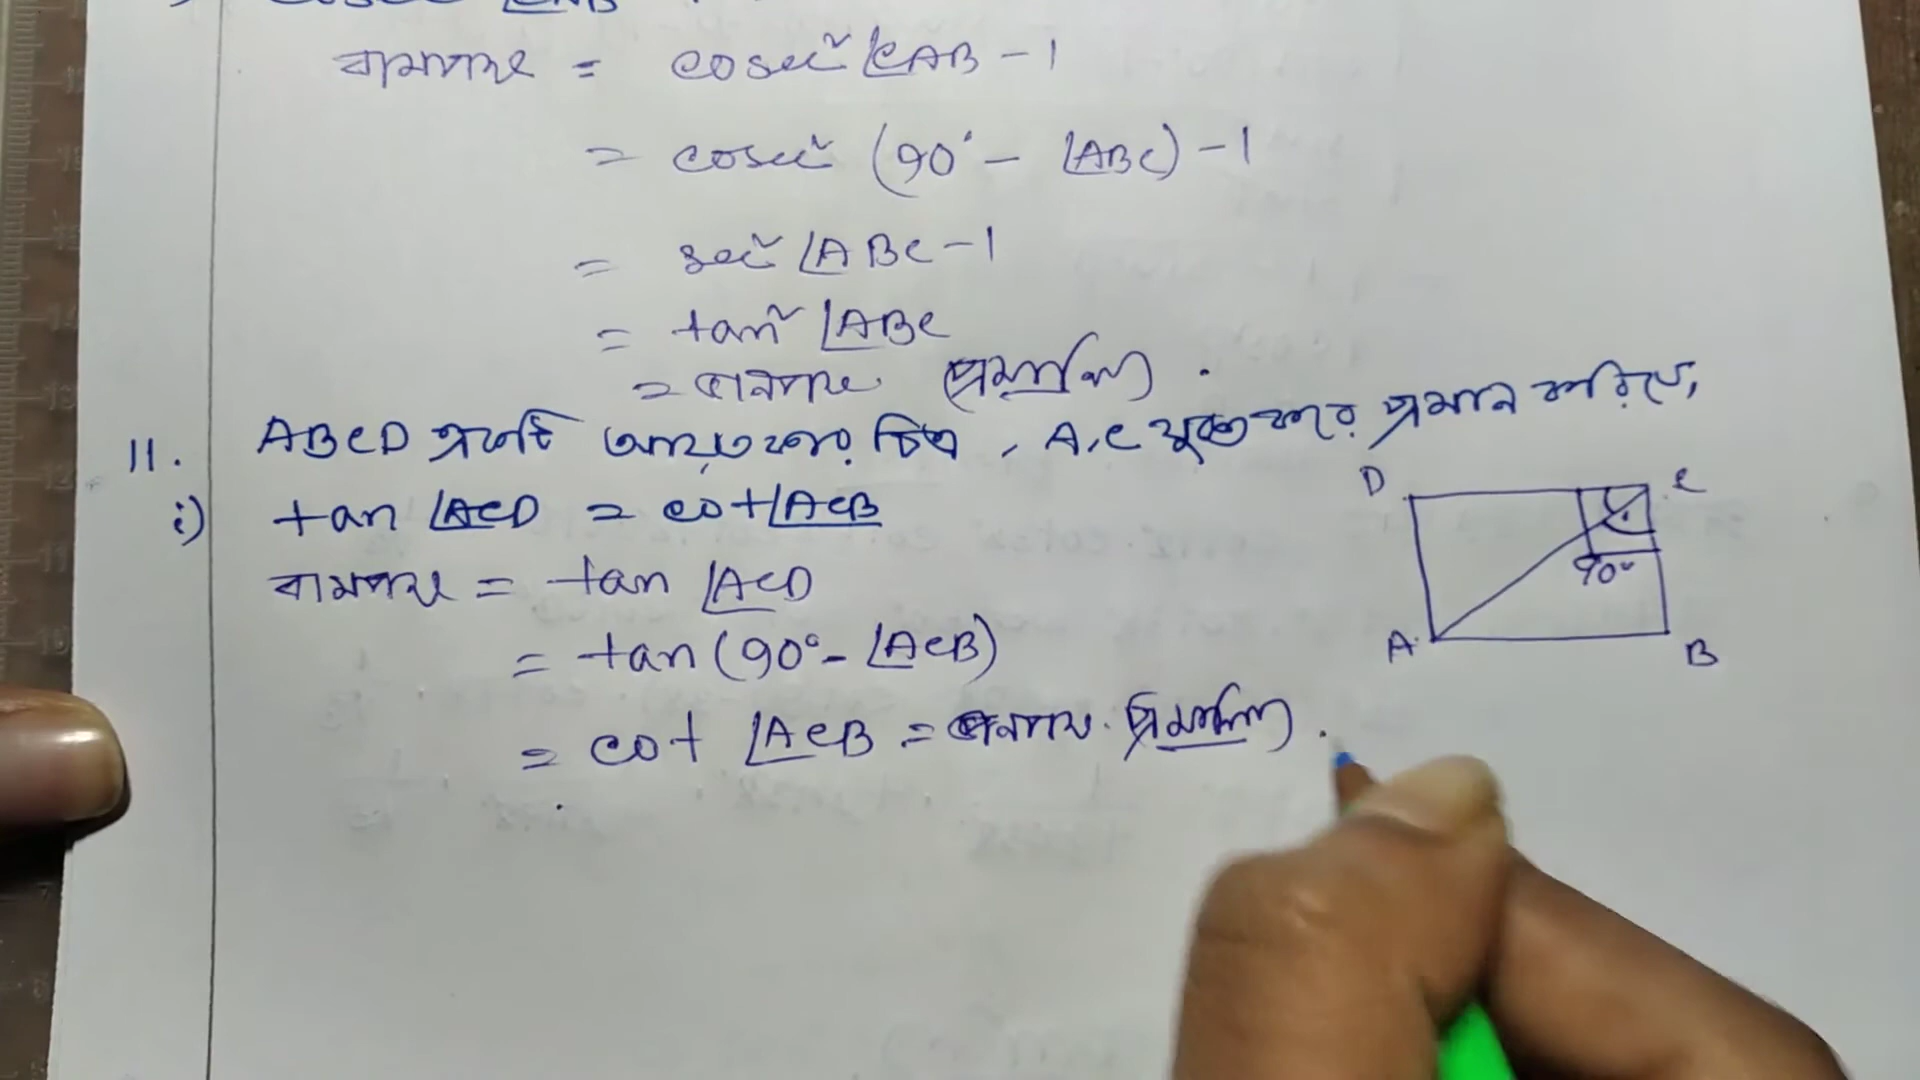 বামপক্ষ = cosec² ∠CAB - 1
= cosec² (90° - ∠ABC) - 1
= sec² ∠ABC - 1
= tan² ∠ABC
= ডানপক্ষ (প্রমাণিত) .
11. ABCD একটি আয়তকার চিত্র , A,C যুক্ত করে প্রমান করিযে,
i) tan ∠ACD = cot ∠ACB
বামপক্ষ = tan ∠ACD
= tan (90° - ∠ACB)
= cot ∠ACB = ডানপক্ষ . প্রমাণিত .
D C
90°
A B